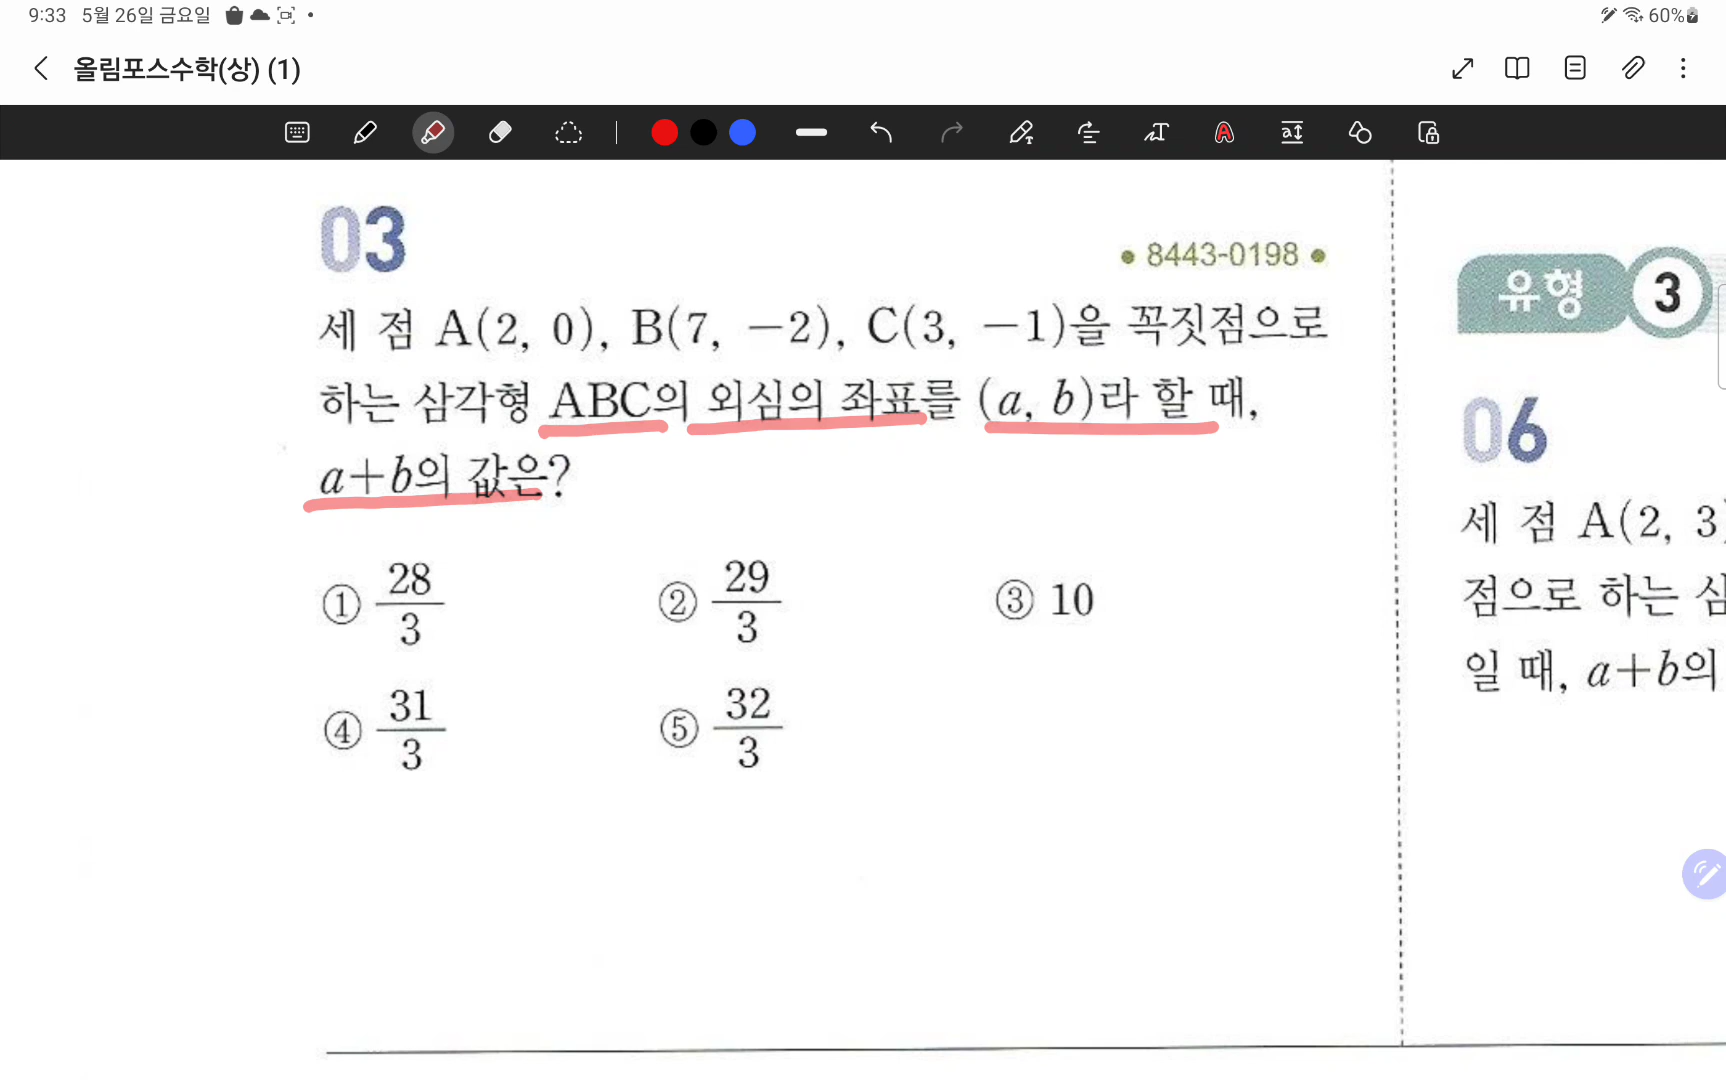 9:33 5월 26일 금요일
60%
올림포스수학(상) (1)
03
• 8443-0198 •
세 점 A(2, 0), B(7, −2), C(3, −1)을 꼭짓점으로
하는 삼각형 ABC의 외심의 좌표를 (a, b)라 할 때,
a+b의 값은?
① 28/3 ② 29/3 ③ 10
④ 31/3 ⑤ 32/3
유형 3
06
세 점 A(2, 3)
점으로 하는 삼
일 때, a+b의